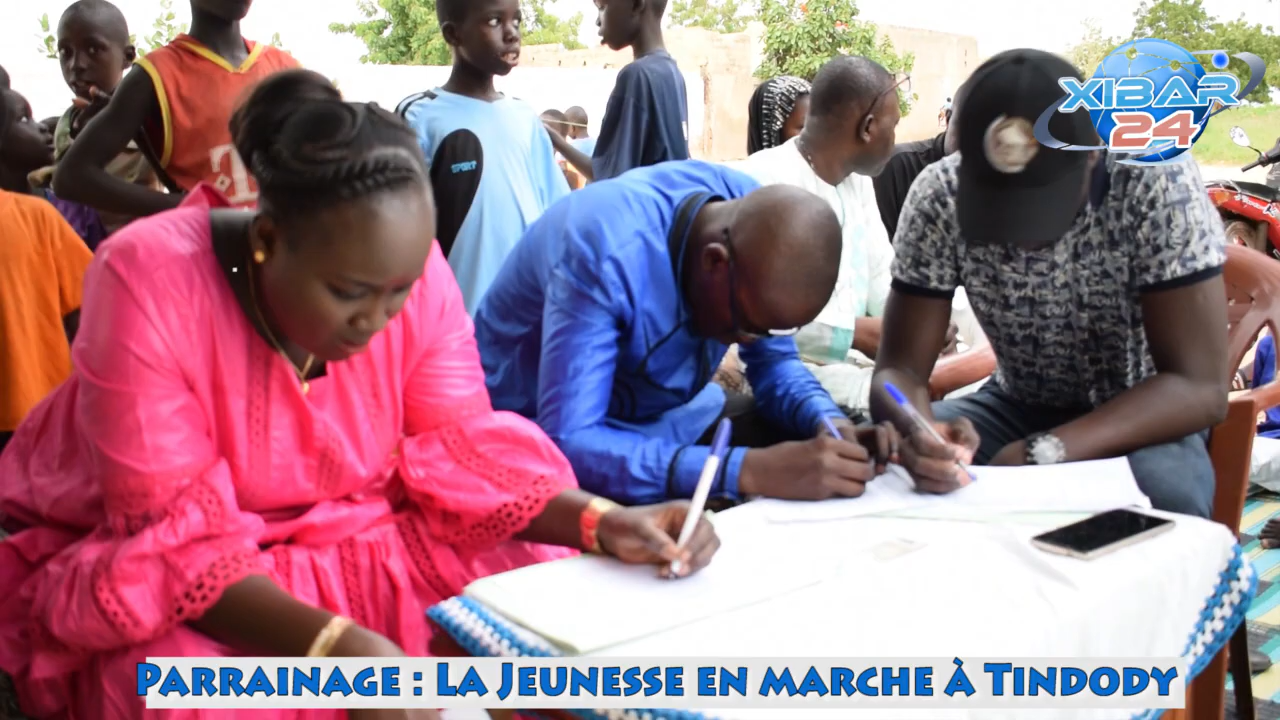 XIBAR
24
SPORT
T
PARRAINAGE : LA JEUNESSE EN MARCHE À TINDODY